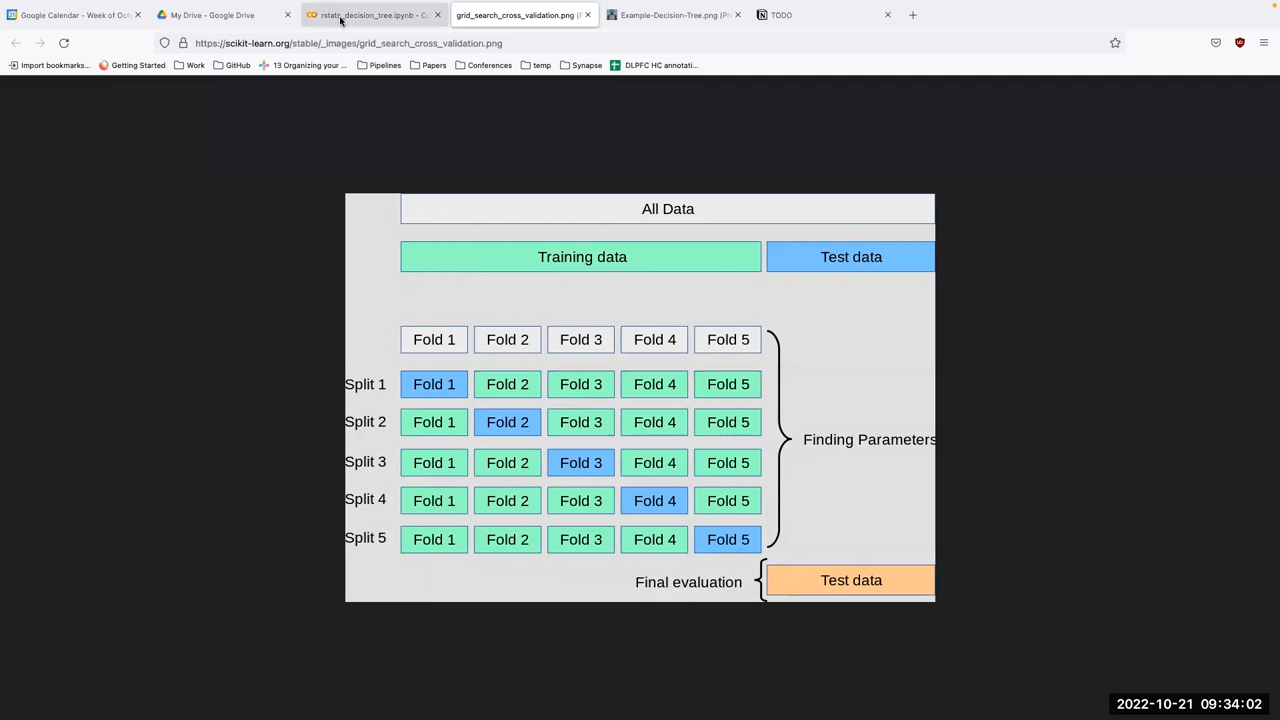 Google Calendar - Week of Oct
My Drive - Google Drive
rstats_decision_tree.ipynb - C
grid_search_cross_validation.png (P
Example-Decision-Tree.png (PN
TODO
https://scikit-learn.org/stable/_images/grid_search_cross_validation.png
Import bookmarks...
Getting Started
Work
GitHub
13 Organizing your ...
Pipelines
Papers
Conferences
temp
Synapse
DLPFC HC annotati...
All Data
Training data
Test data
Fold 1 Fold 2 Fold 3 Fold 4 Fold 5
Split 1 Fold 1 Fold 2 Fold 3 Fold 4 Fold 5
Split 2 Fold 1 Fold 2 Fold 3 Fold 4 Fold 5
Finding Parameters
Split 3 Fold 1 Fold 2 Fold 3 Fold 4 Fold 5
Split 4 Fold 1 Fold 2 Fold 3 Fold 4 Fold 5
Split 5 Fold 1 Fold 2 Fold 3 Fold 4 Fold 5
Final evaluation
Test data
2022-10-21 09:34:02